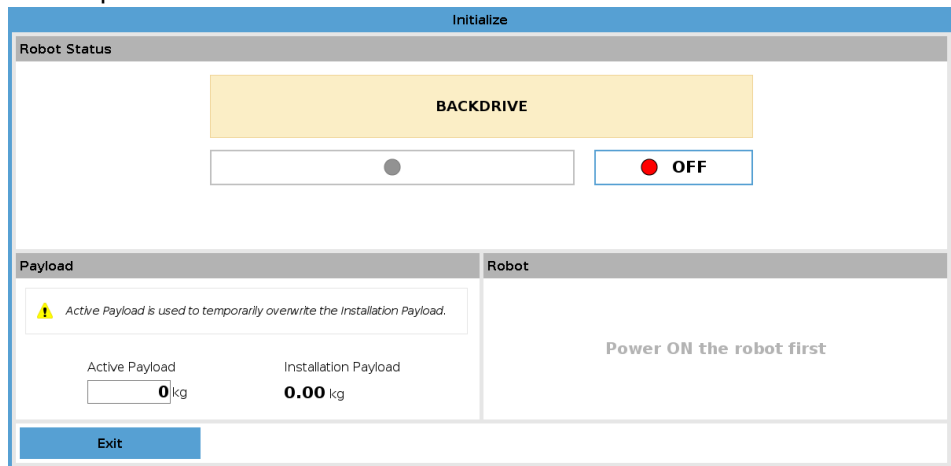 Initialize
Robot Status
BACKDRIVE
OFF
Payload
Robot
Active Payload is used to temporarily overwrite the Installation Payload.
Power ON the robot first
Active Payload
Installation Payload
0 kg
0.00 kg
Exit